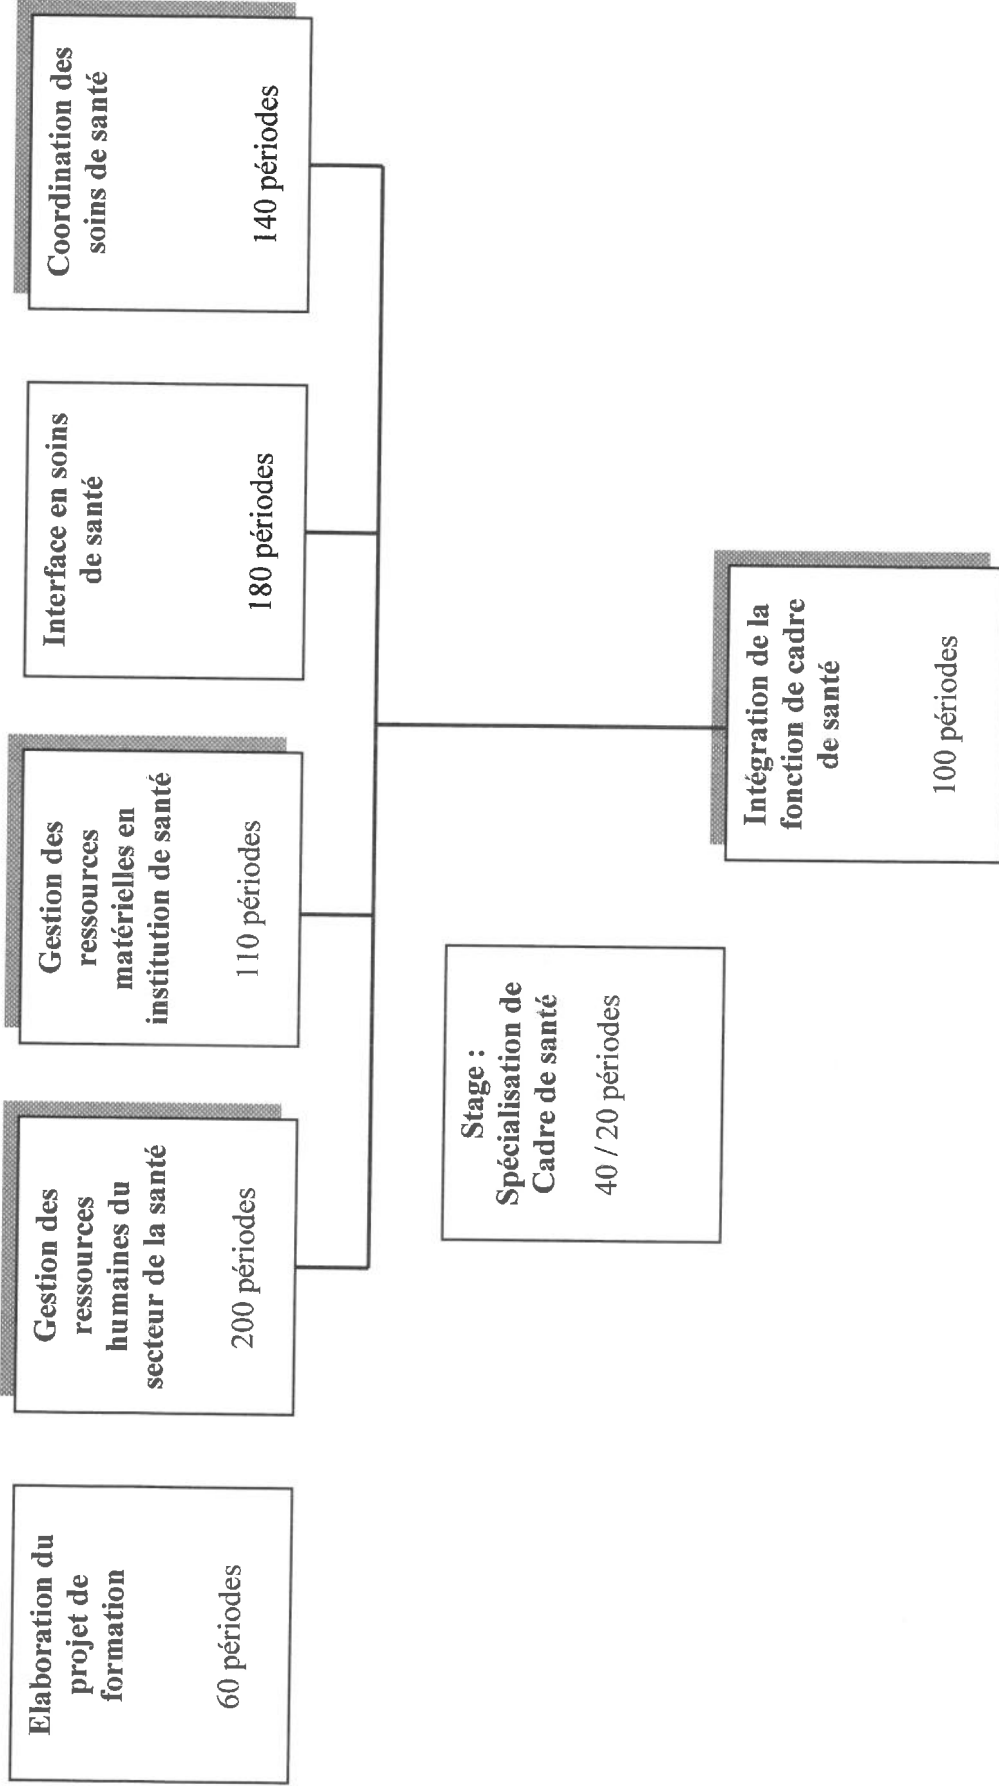 Elaboration du
projet de
formation
60 périodes
Gestion des
ressources
humaines du
secteur de la santé
200 périodes
Gestion des
ressources
matérielles en
institution de santé
110 périodes
Interface en soins
de santé
180 périodes
Coordination des
soins de santé
140 périodes
Stage :
Spécialisation de
Cadre de santé
40 / 20 périodes
Intégration de la
fonction de cadre
de santé
100 périodes